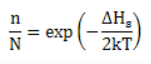 n/N = exp(-ΔHₛ/2kT)